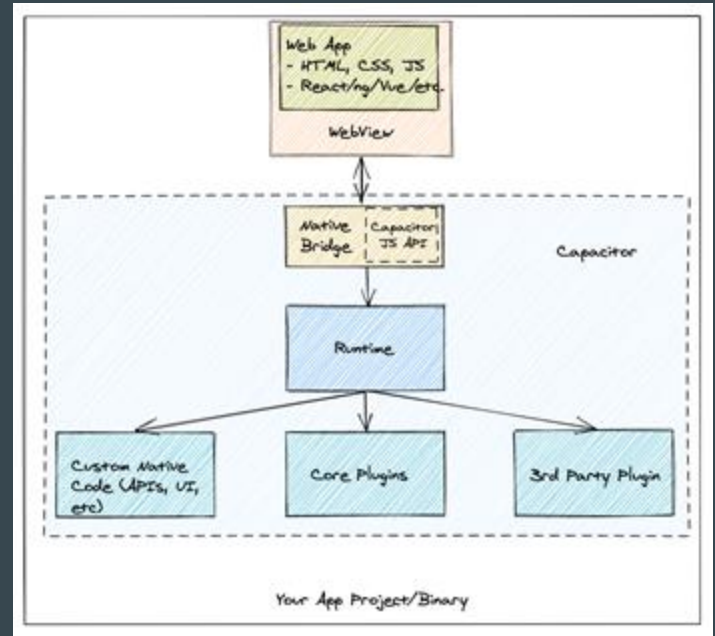 Web App
- HTML, CSS, JS
- React/ng/Vue/etc.
WebView
Native
Bridge
Capacitor
JS API
Capacitor
Runtime
Custom Native
Code (APIs, UI,
etc)
Core Plugins
3rd Party Plugin
Your App Project/Binary